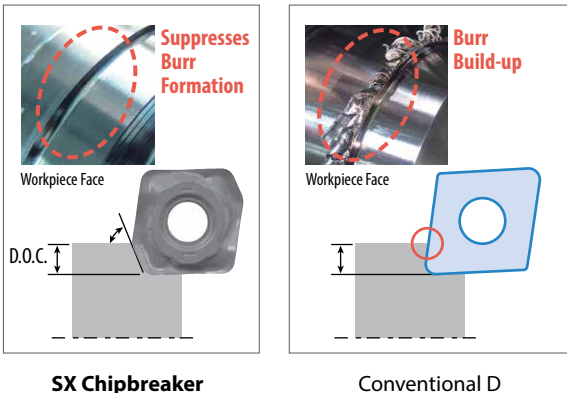 Suppresses
Burr
Formation
Workpiece Face
D.O.C.
SX Chipbreaker
Burr
Build-up
Workpiece Face
Conventional D